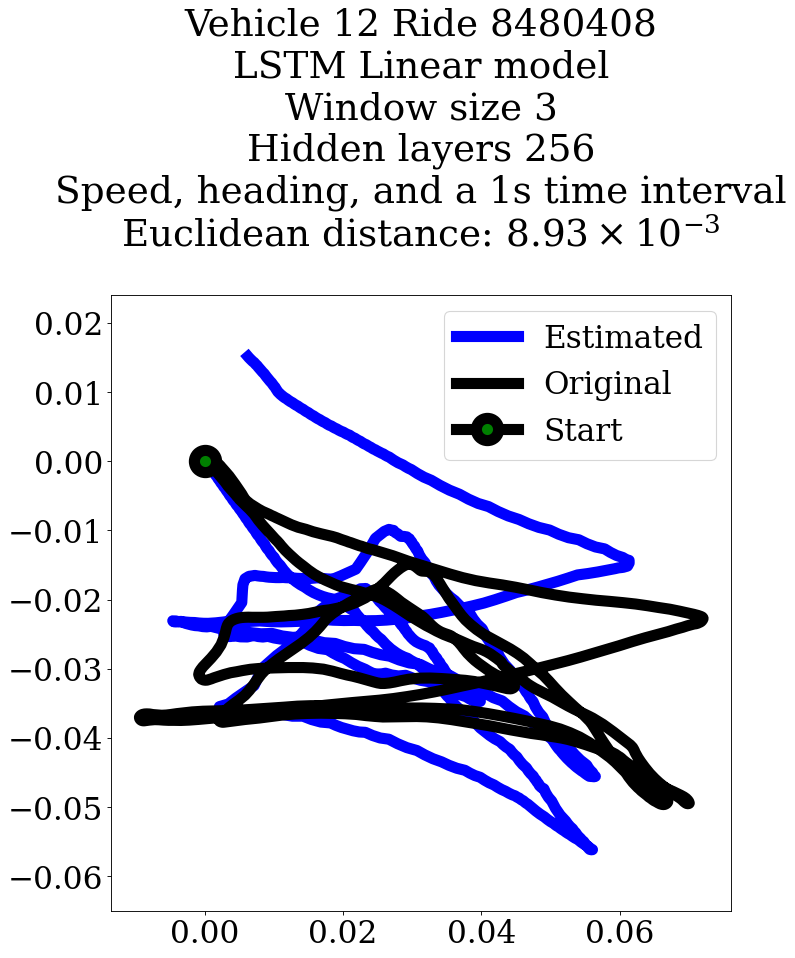 Vehicle 12 Ride 8480408
LSTM Linear model
Window size 3
Hidden layers 256
Speed, heading, and a 1s time interval
Euclidean distance: 8.93 × 10⁻³
Estimated
Original
Start
0.02
0.01
0.00
−0.01
−0.02
−0.03
−0.04
−0.05
−0.06
0.00 0.02 0.04 0.06